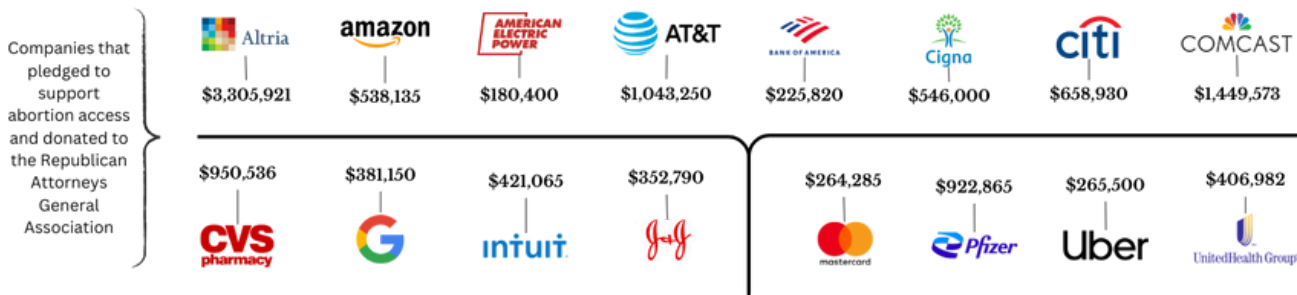 Companies that
pledged to
support
abortion access
and donated to
the Republican
Attorneys
General
Association
Altria
amazon
AMERICAN
ELECTRIC
POWER
AT&T
BANK OF AMERICA
Cigna
citi
COMCAST
$3,305,921
$538,135
$180,400
$1,043,250
$225,820
$546,000
$658,930
$1,449,573
$950,536
$381,150
$421,065
$352,790
$264,285
$922,865
$265,500
$406,982
CVS
pharmacy
G
intuit
J&J
mastercard
Pfizer
Uber
UnitedHealth Group